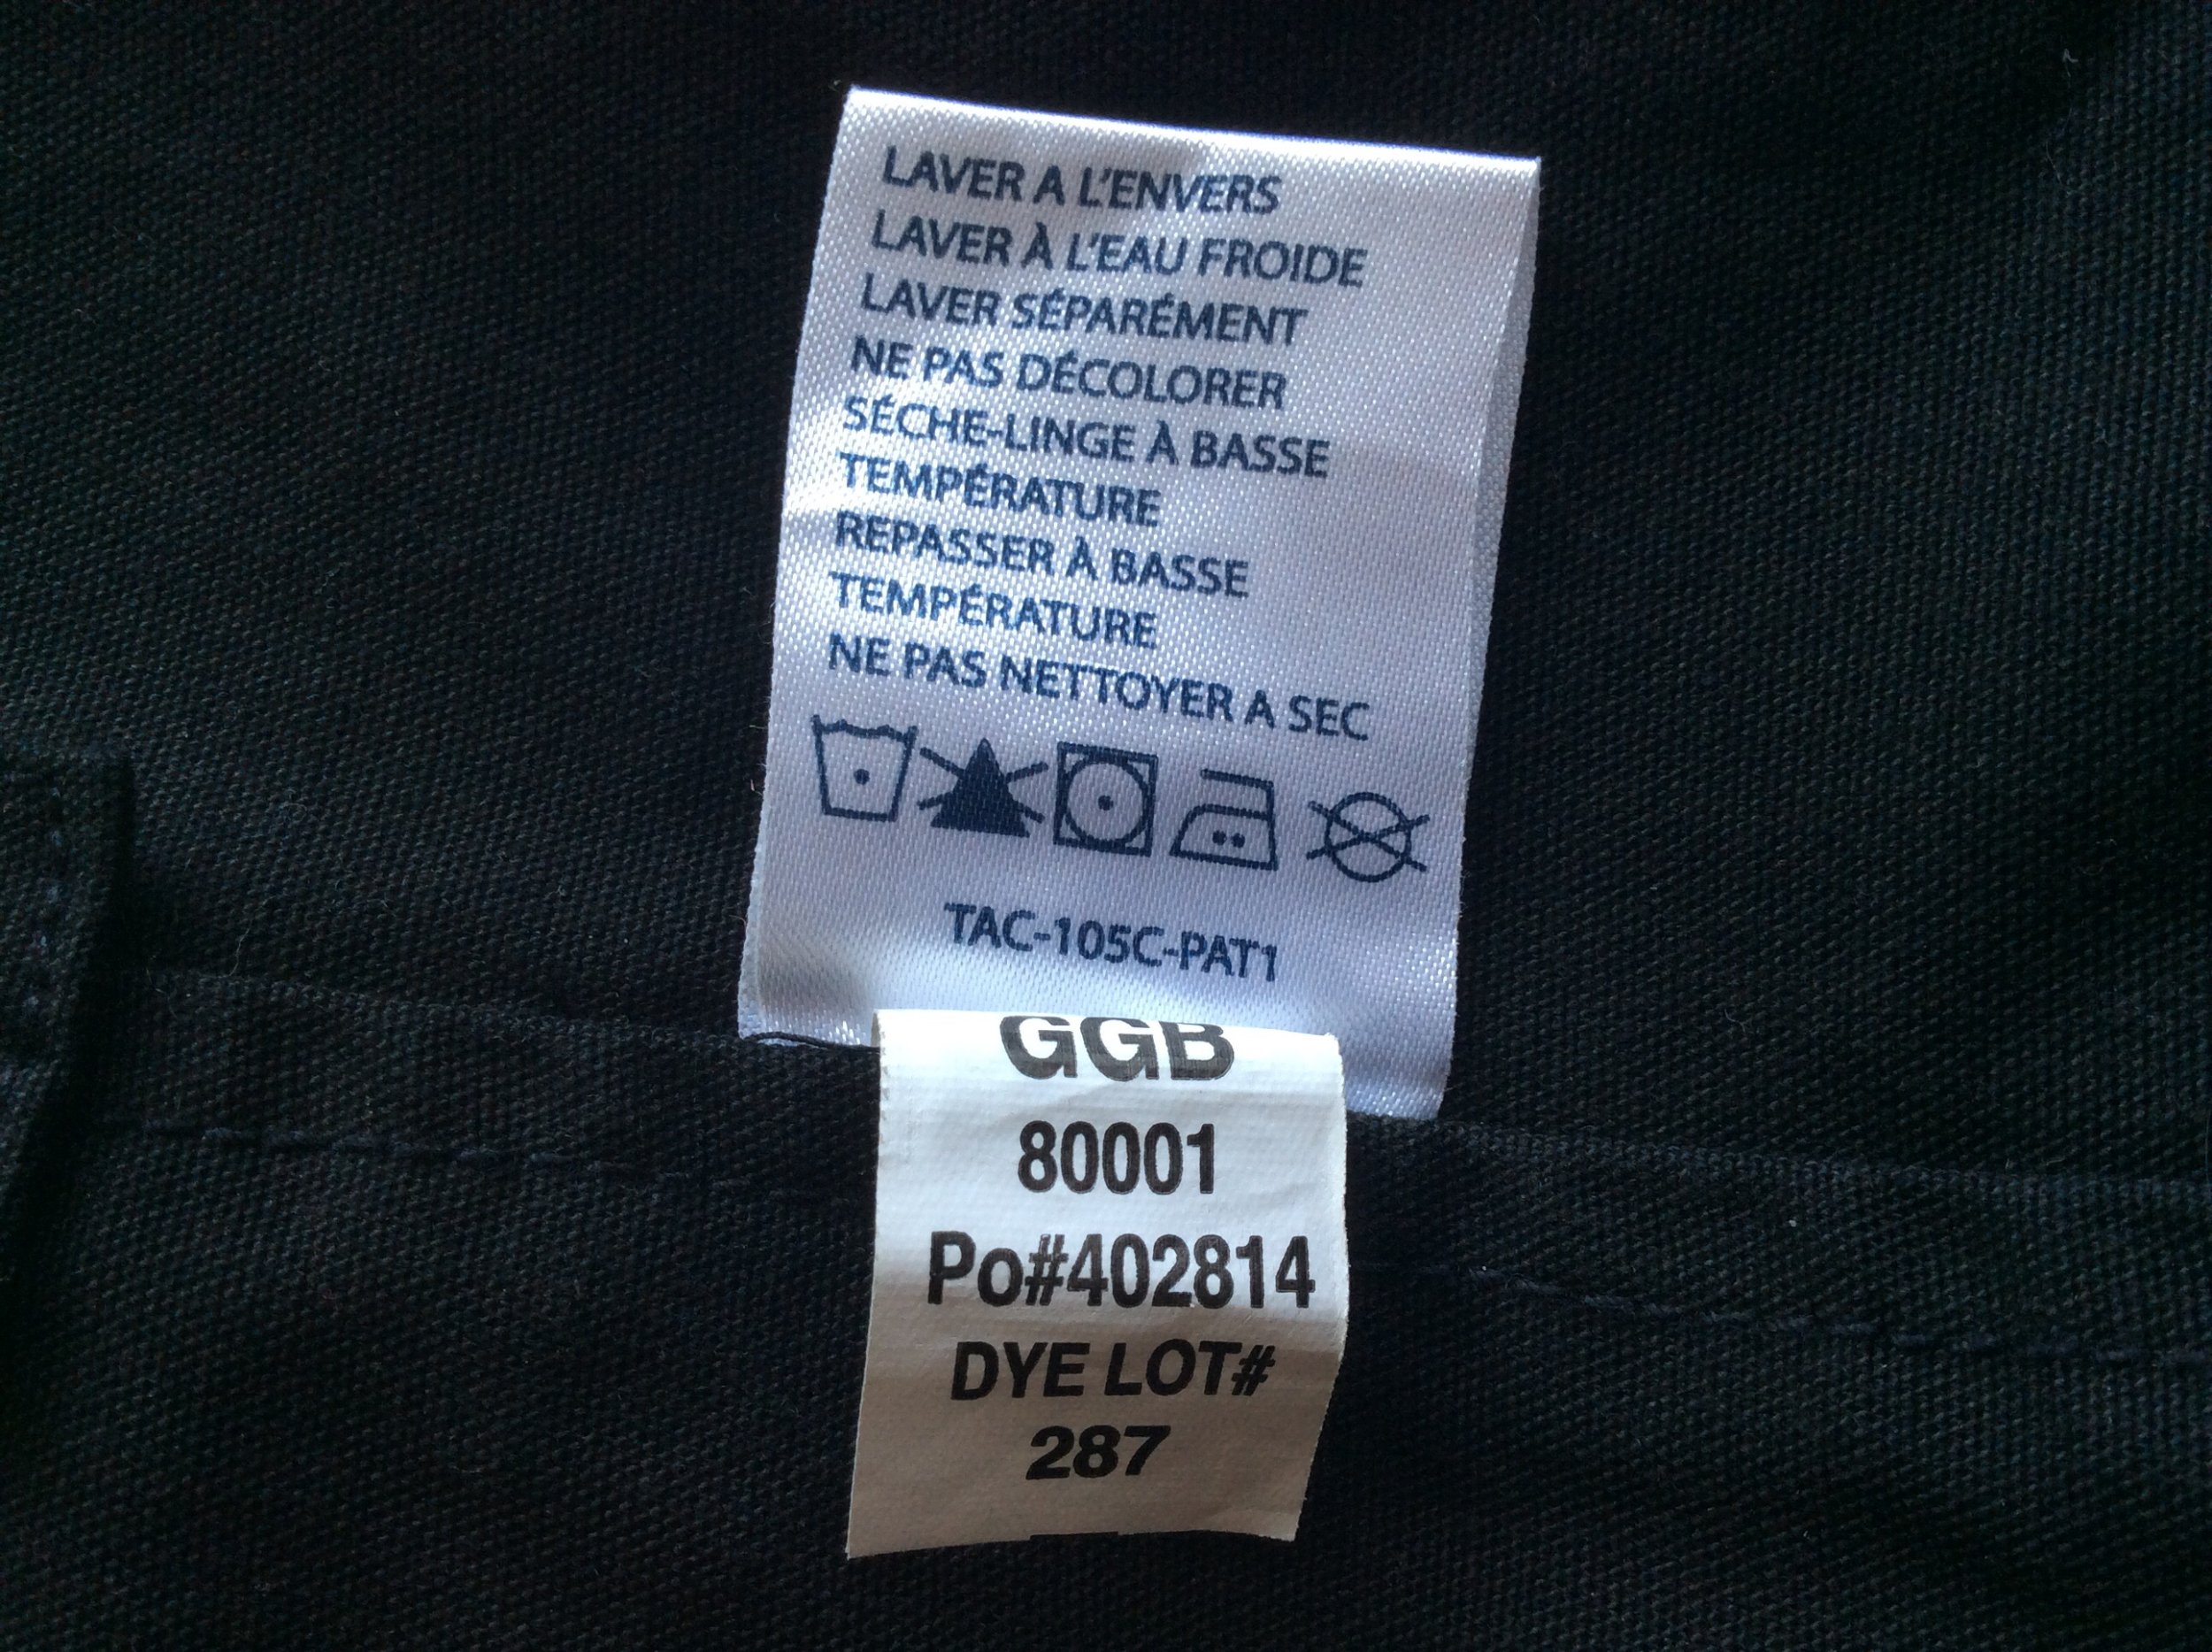 LAVER A L'ENVERS
LAVER À L'EAU FROIDE
LAVER SÉPARÉMENT
NE PAS DÉCOLORER
SÉCHE-LINGE À BASSE
TEMPÉRATURE
REPASSER À BASSE
TEMPÉRATURE
NE PAS NETTOYER A SEC
TAC-105C-PAT1
GGB
80001
Po#402814
DYE LOT#
287